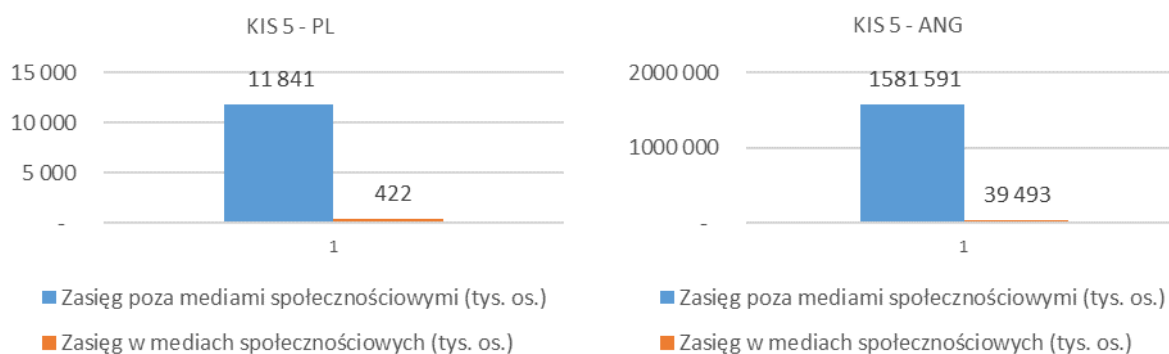 KIS 5 - PL
15 000
10 000
5 000
-
11 841
422
1
Zasięg poza mediami społecznościowymi (tys. os.)
Zasięg w mediach społecznościowych (tys. os.)
KIS 5 - ANG
2000 000
1000 000
-
1581 591
39 493
1
Zasięg poza mediami społecznościowymi (tys. os.)
Zasięg w mediach społecznościowych (tys. os.)